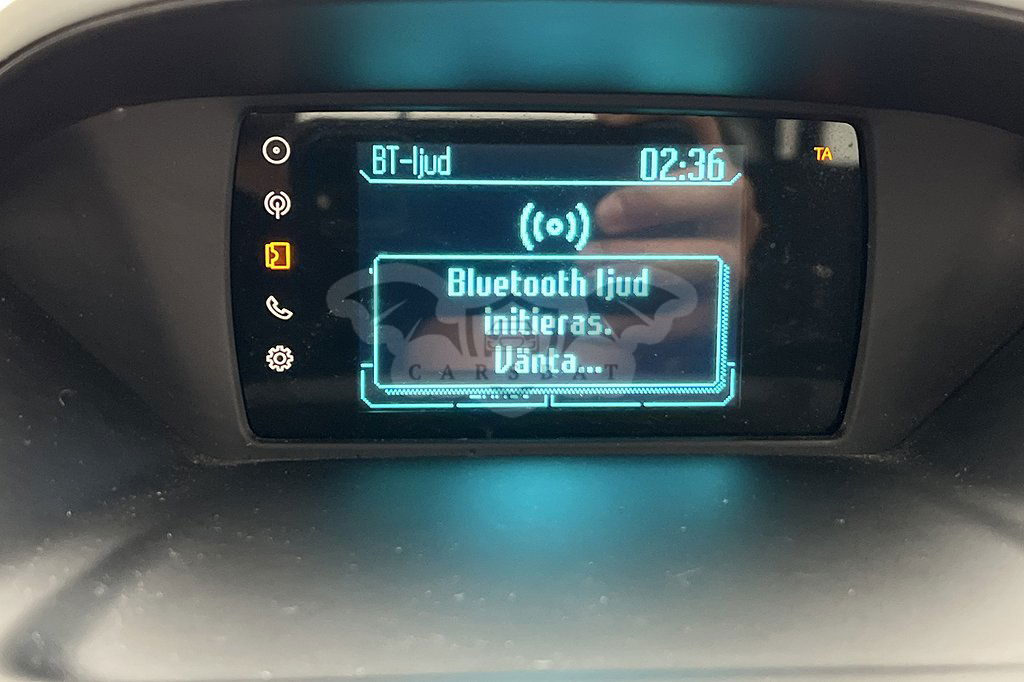 BT-ljud 02:36
TA
Bluetooth ljud
initieras.
Vänta...
CARSBAT